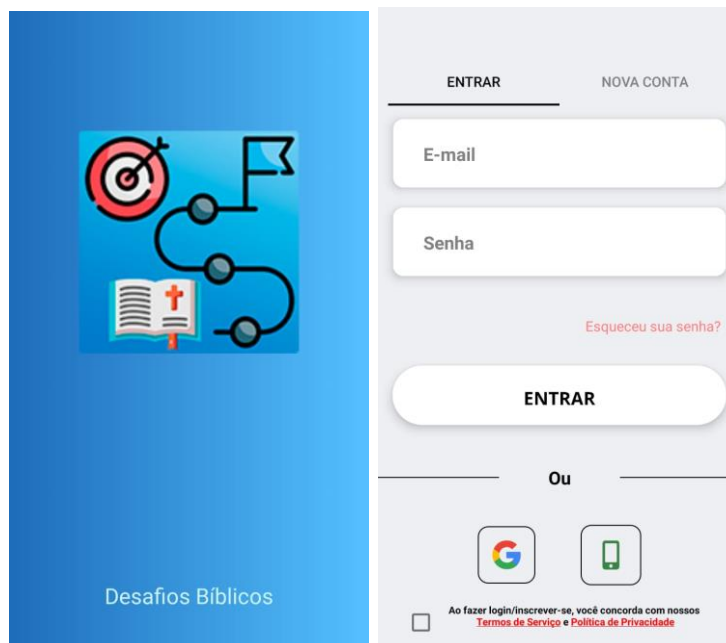 Desafios Bíblicos
ENTRAR
NOVA CONTA
E-mail
Senha
Esqueceu sua senha?
ENTRAR
Ou
Ao fazer login/inscrever-se, você concorda com nossos
Termos de Serviço e Política de Privacidade